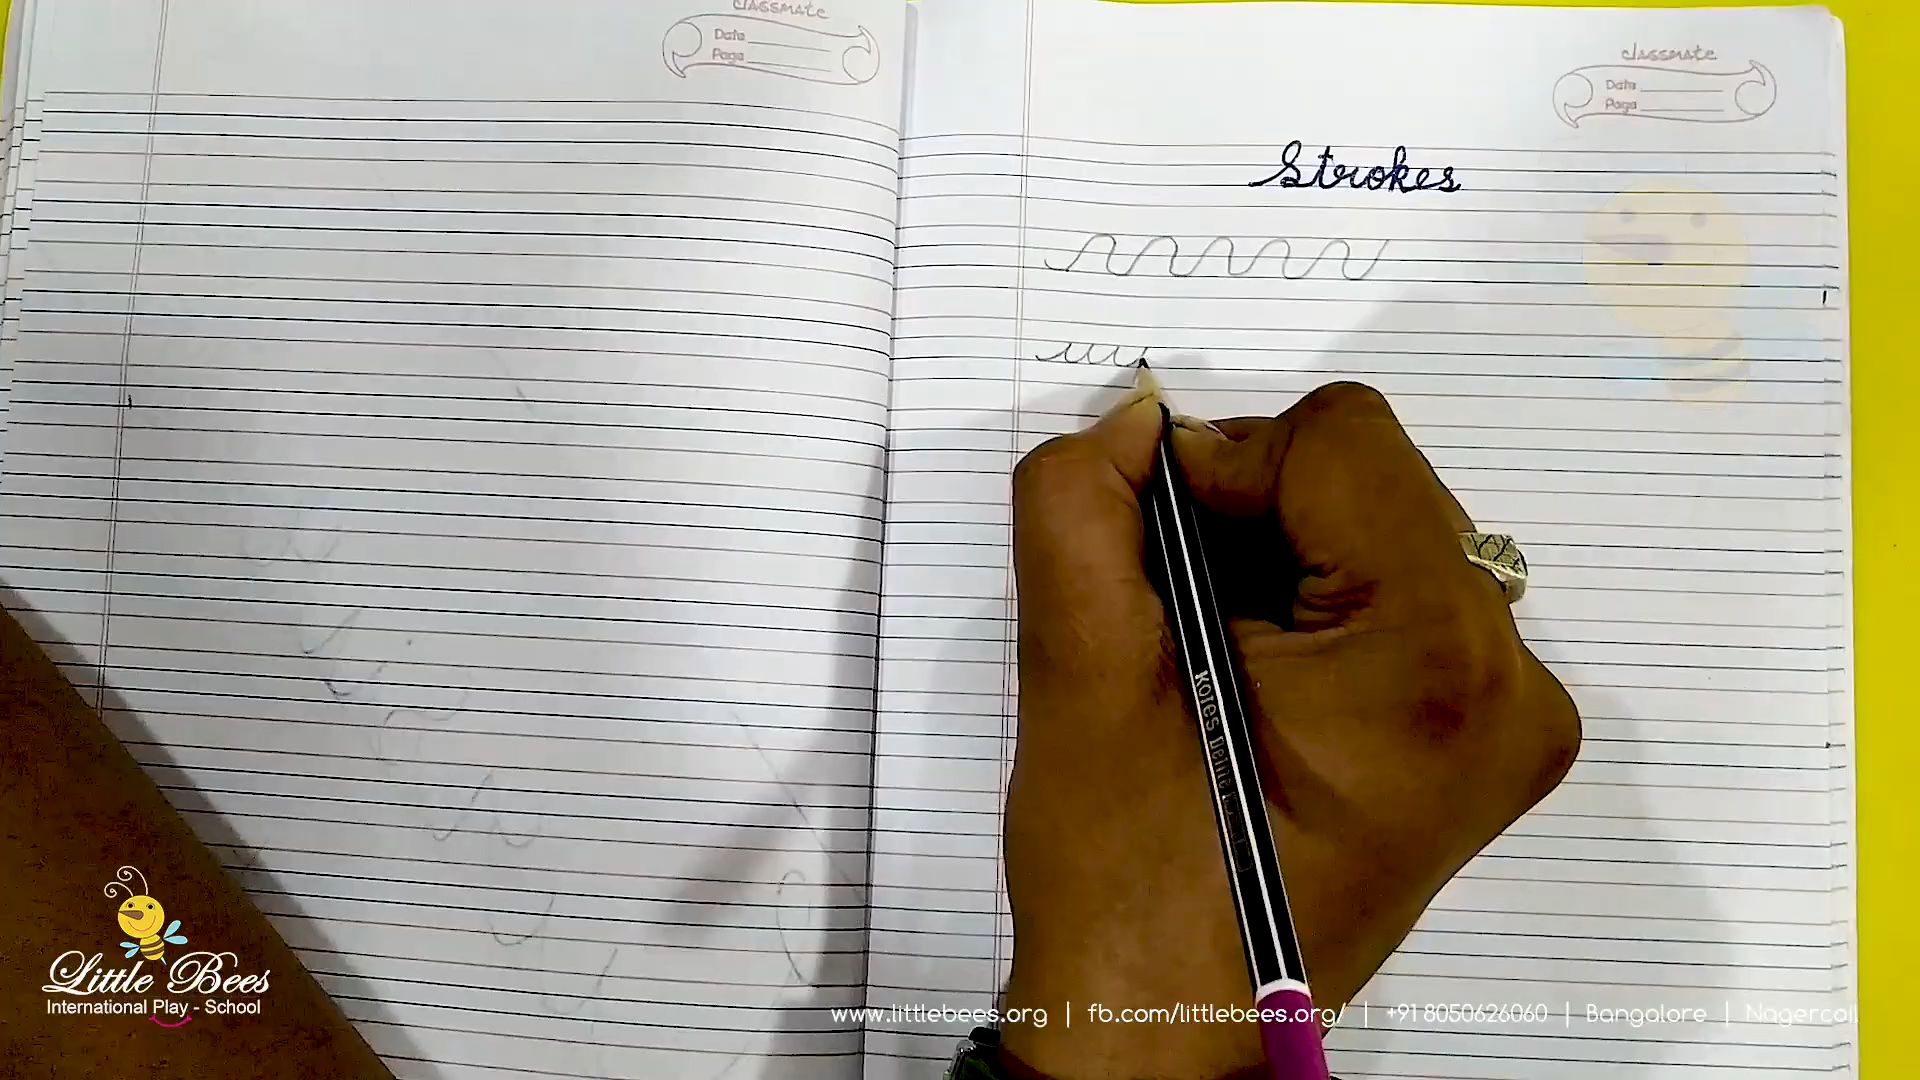 classmate
Date
Page
classmate
Date
Page
Strokes
Kores
Little Bees
International Play - School
www.littlebees.org | fb.com/littlebees.org/ | +91 8050626060 | Bangalore | Nagercoil